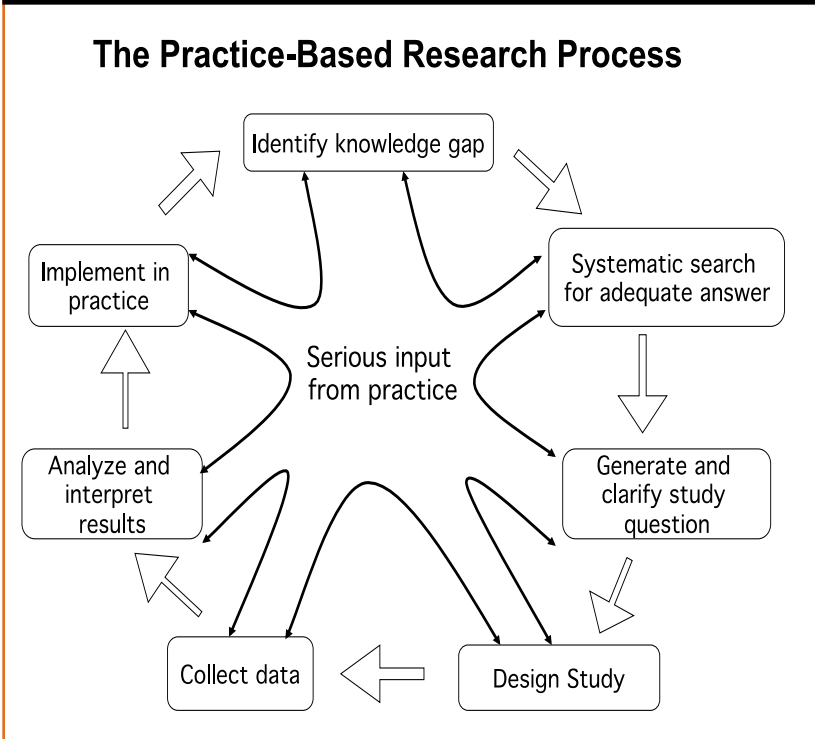 The Practice-Based Research Process
Identify knowledge gap
Systematic search
for adequate answer
Generate and
clarify study
question
Design Study
Collect data
Analyze and
interpret
results
Implement in
practice
Serious input
from practice